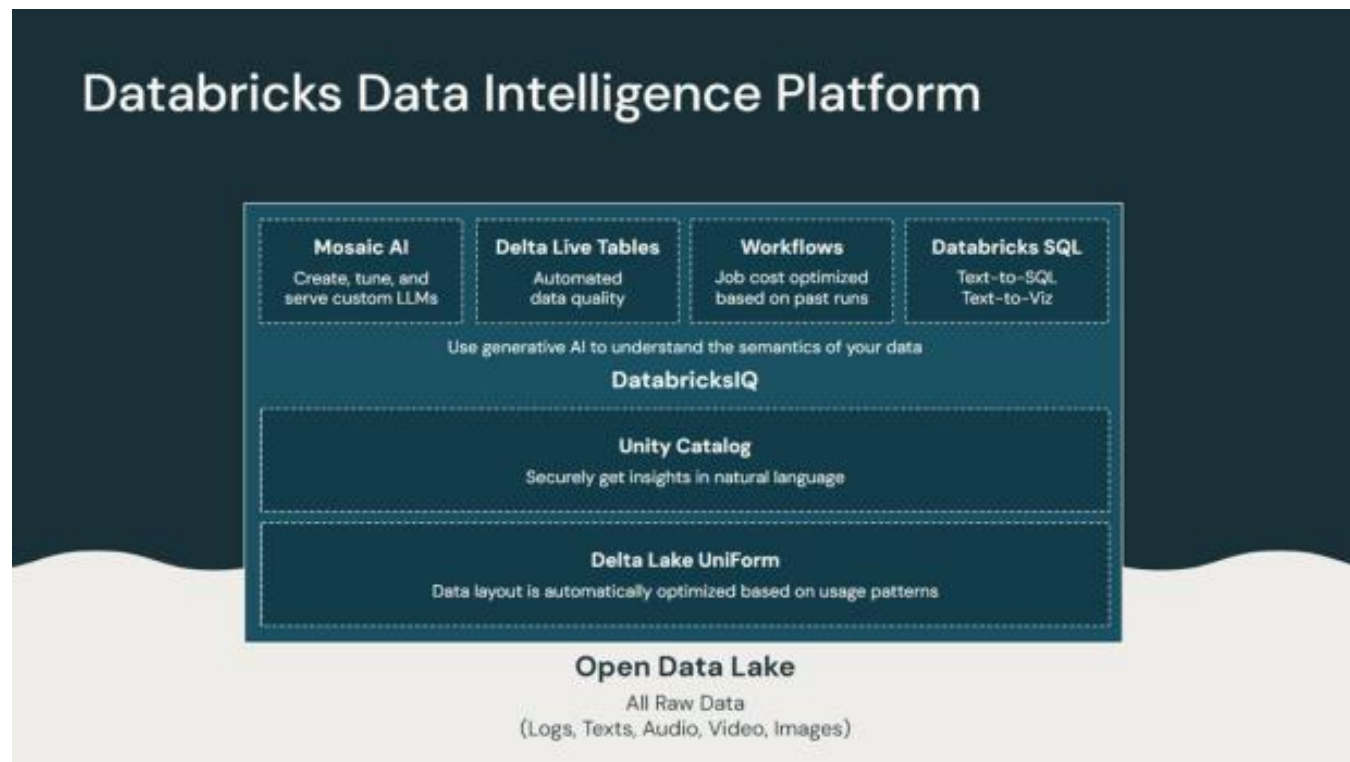 Databricks Data Intelligence Platform
Mosaic AI
Create, tune, and
serve custom LLMs
Delta Live Tables
Automated
data quality
Workflows
Job cost optimized
based on past runs
Databricks SQL
Text-to-SQL
Text-to-Viz
Use generative AI to understand the semantics of your data
DatabricksIQ
Unity Catalog
Securely get insights in natural language
Delta Lake UniForm
Data layout is automatically optimized based on usage patterns
Open Data Lake
All Raw Data
(Logs, Texts, Audio, Video, Images)